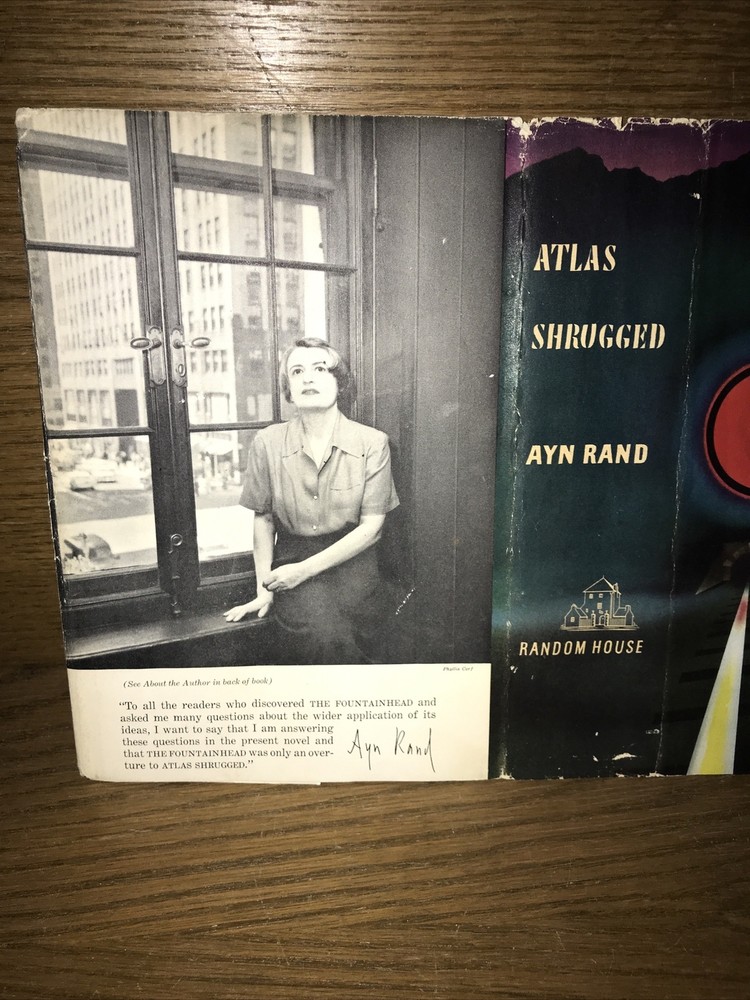 Phyllis Cerf
(See About the Author in back of book)
“To all the readers who discovered THE FOUNTAINHEAD and
asked me many questions about the wider application of its
ideas, I want to say that I am answering
these questions in the present novel and
that THE FOUNTAINHEAD was only an over-
ture to ATLAS SHRUGGED.”
Ayn Rand
ATLAS
SHRUGGED
AYN RAND
RANDOM HOUSE